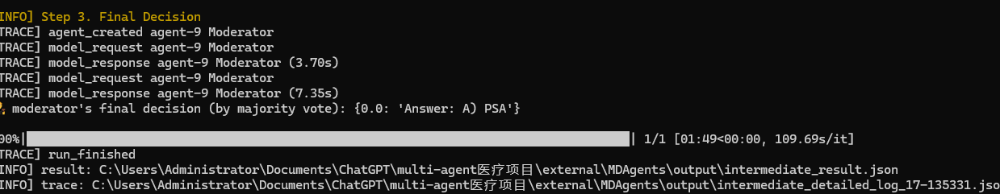 INFO] Step 3. Final Decision
TRACE] agent_created agent-9 Moderator
TRACE] model_request agent-9 Moderator
TRACE] model_response agent-9 Moderator (3.70s)
TRACE] model_request agent-9 Moderator
TRACE] model_response agent-9 Moderator (7.35s)
moderator's final decision (by majority vote): {0.0: 'Answer: A) PSA'}
00%| | 1/1 [01:49<00:00, 109.69s/it]
TRACE] run_finished
INFO] result: C:\Users\Administrator\Documents\ChatGPT\multi-agent医疗项目\external\MDAgents\output\intermediate_result.json
INFO] trace: C:\Users\Administrator\Documents\ChatGPT\multi-agent医疗项目\external\MDAgents\output\intermediate_detailed_log_17-135331.jso